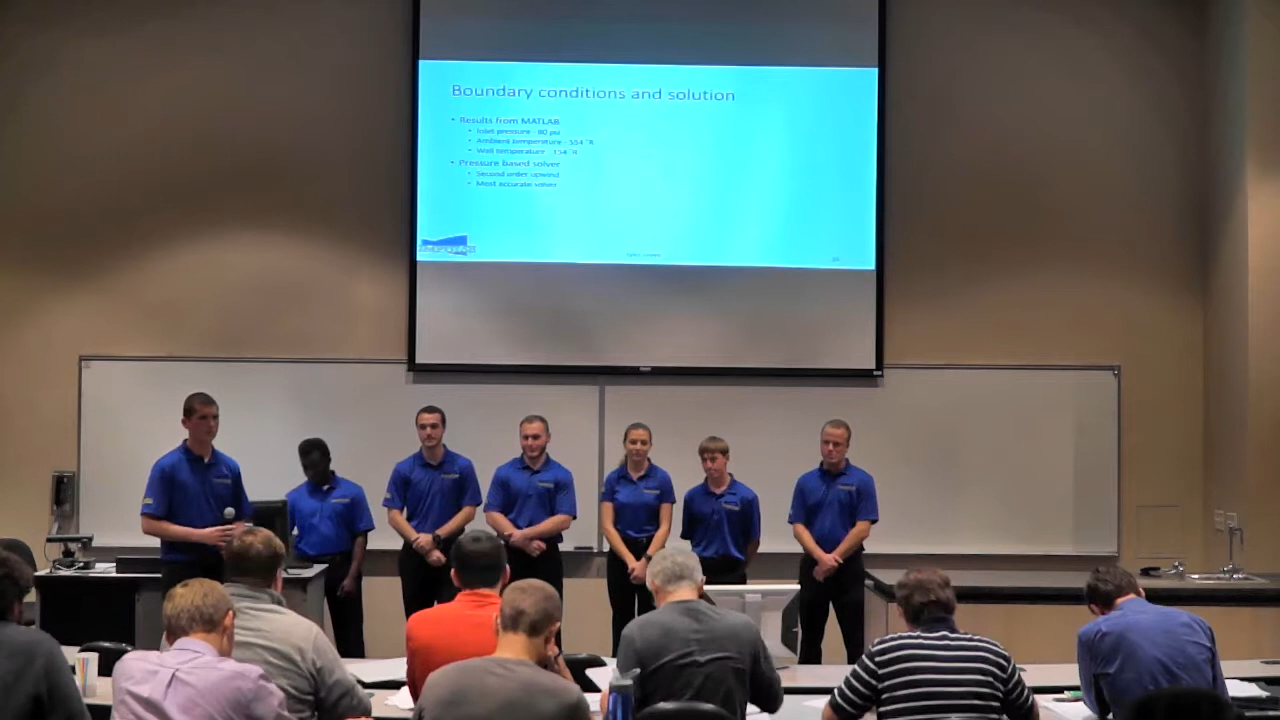 Boundary conditions and solution
• Results from MATLAB
• Inlet pressure - 80 psi
• Ambient temperature - 554 °R
• Wall temperature - 154 °R
• Pressure based solver
• Second order upwind
• Most accurate solver